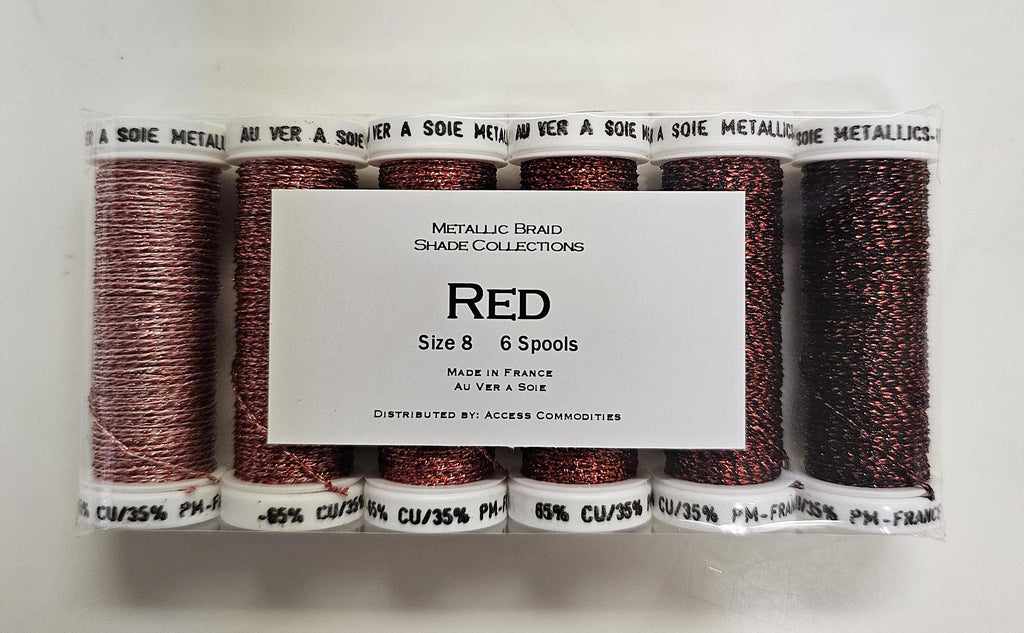 A SOIE METAL
AU VER A SOIE
VER A SOIE METAL
AU VER A SOIE
A SOIE METALLICS
SOIE METALLICS-
METALLIC BRAID
SHADE COLLECTIONS
RED
Size 8 6 Spools
MADE IN FRANCE
AU VER A SOIE
DISTRIBUTED BY: ACCESS COMMODITIES
% CU/35% PM-F
-65% CU/35%
65% CU/35% PM-
65% CU/35%
CU/35% PM-FRAN
/35% PM-FRANC